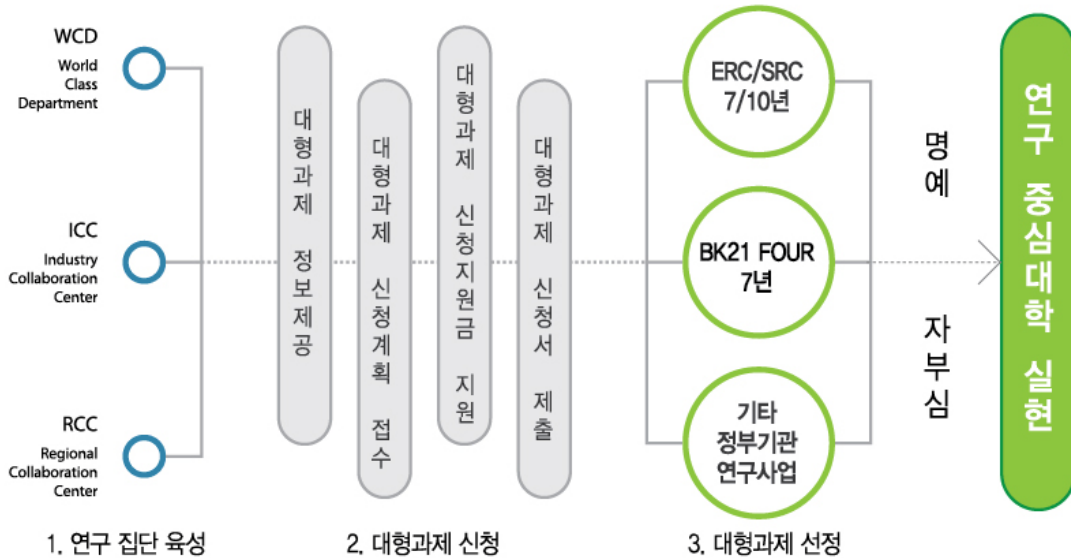 WCD
World
Class
Department
ICC
Industry
Collaboration
Center
RCC
Regional
Collaboration
Center
1. 연구 집단 육성
대형과제 정보제공
대형과제 신청계획 접수
대형과제 신청지원금 지원
대형과제 신청서 제출
2. 대형과제 신청
ERC/SRC
7/10년
BK21 FOUR
7년
기타
정부기관
연구사업
3. 대형과제 선정
명예
자부심
연구 중심대학 실현